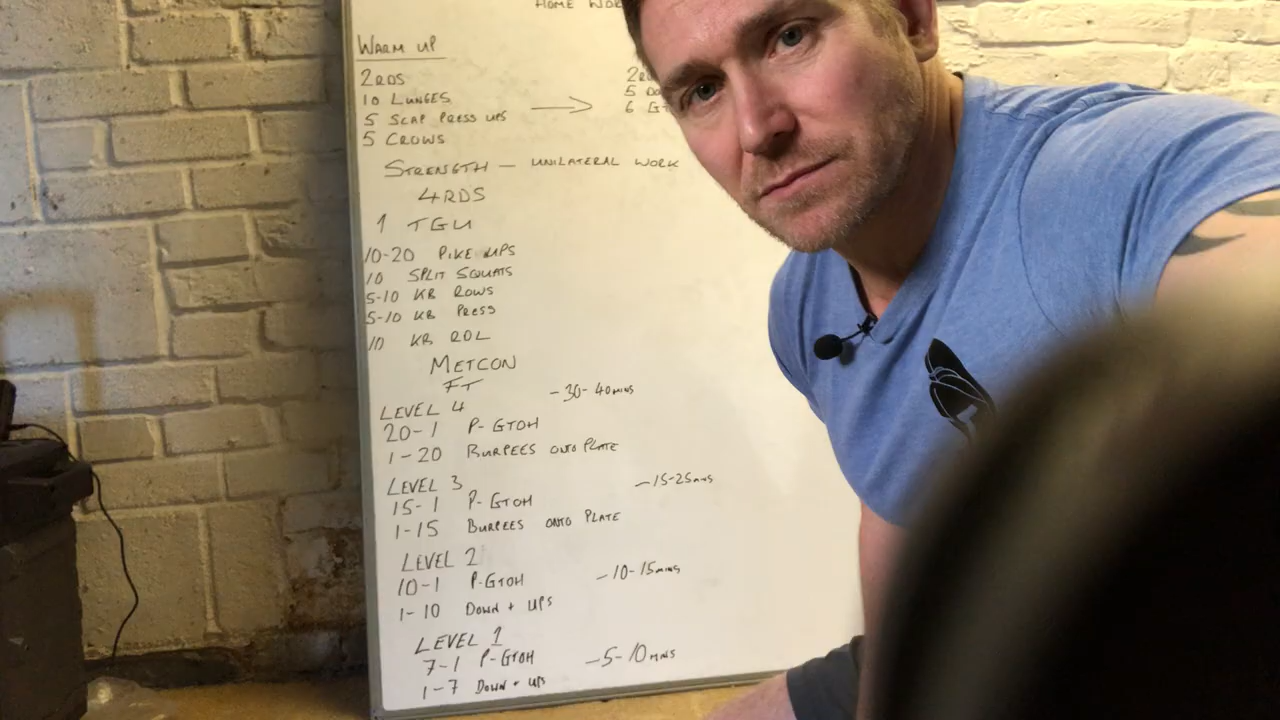 HOME
WARM UP
2RDS
10 LUNGES
5 SCAP PRESS UPS
5 CROWS
5
6
STRENGTH — UNILATERAL WORK
4RDS
1 TGU
10-20 PIKE UPS
10 SPLIT SQUATS
5-10 KB ROWS
5-10 KB PRESS
10 KB RDL
METCON
FT
LEVEL 4 -30-40MINS
20-1 P-GTOH
1-20 BURPEES ONTO PLATE
LEVEL 3 -15-25MINS
15-1 P-GTOH
1-15 BURPEES ONTO PLATE
LEVEL 2
10-1 P-GTOH -10-15MINS
1-10 DOWN + UPS
LEVEL 1
7-1 P-GTOH -5-10MINS
1-7 DOWN + UPS